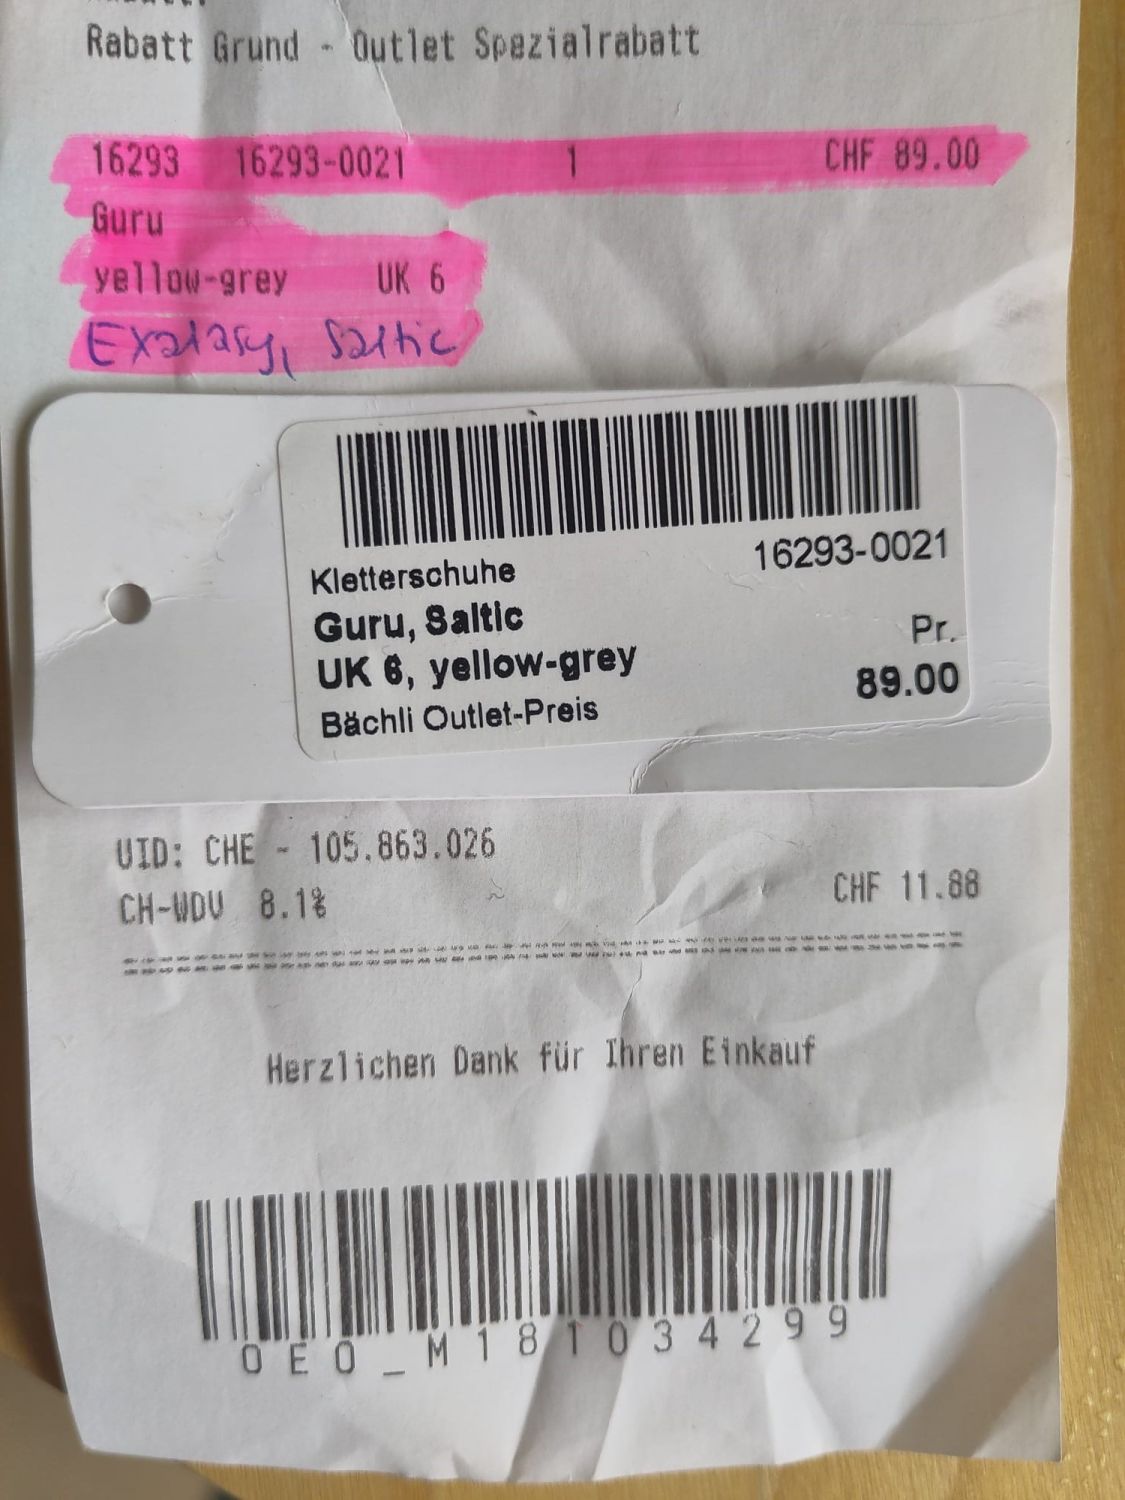 Rabatt Grund - Outlet Spezialrabatt
16293 16293-0021 1 CHF 89.00
Guru
yellow-grey UK 6
Exatasy, Saltic
Kletterschuhe 16293-0021
Guru, Saltic Pr.
UK 6, yellow-grey 89.00
Bächli Outlet-Preis
UID: CHE - 105.863.026
CH-WDV 8.1% CHF 11.88
Herzlichen Dank für Ihren Einkauf
OEO_M181034299